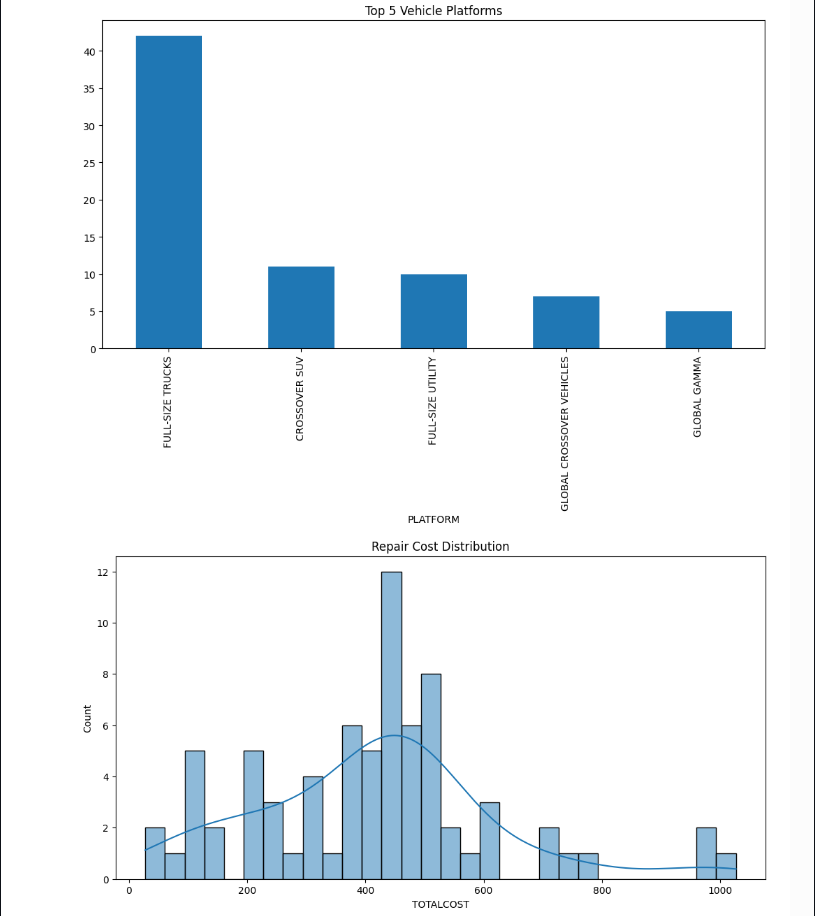 Top 5 Vehicle Platforms
40
35
30
25
20
15
10
5
0
FULL-SIZE TRUCKS
CROSSOVER SUV
FULL-SIZE UTILITY
GLOBAL CROSSOVER VEHICLES
GLOBAL GAMMA
PLATFORM
Repair Cost Distribution
12
10
8
6
4
2
0
Count
0 200 400 600 800 1000
TOTALCOST